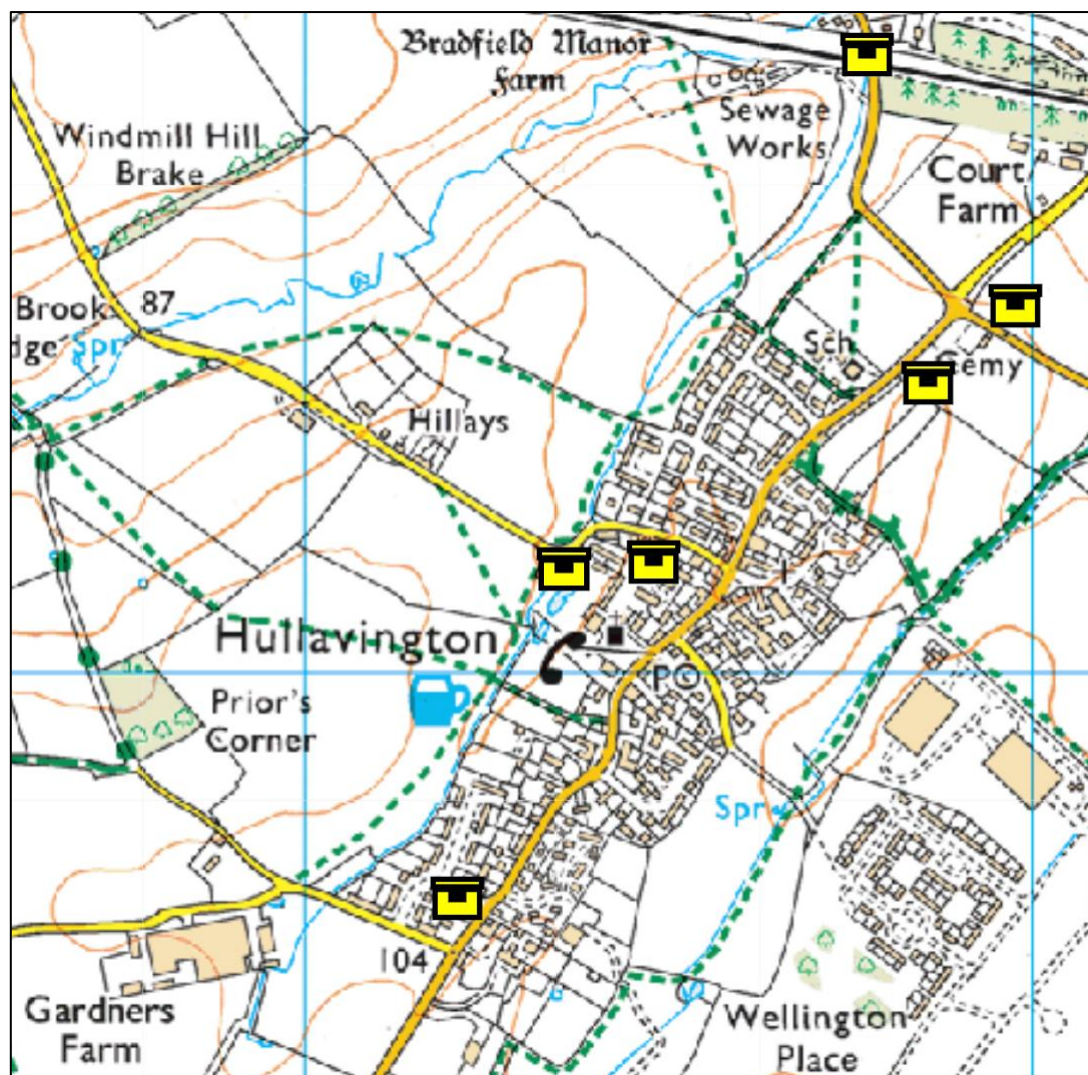 Bradfield Manor
Farm
Windmill Hill
Brake
Sewage
Works
Court
Farm
Brook
87
dge
Spr
Sch
Cemy
Hillays
Hullavington
PO
Prior's
Corner
Spr
104
Gardners
Farm
Wellington
Place